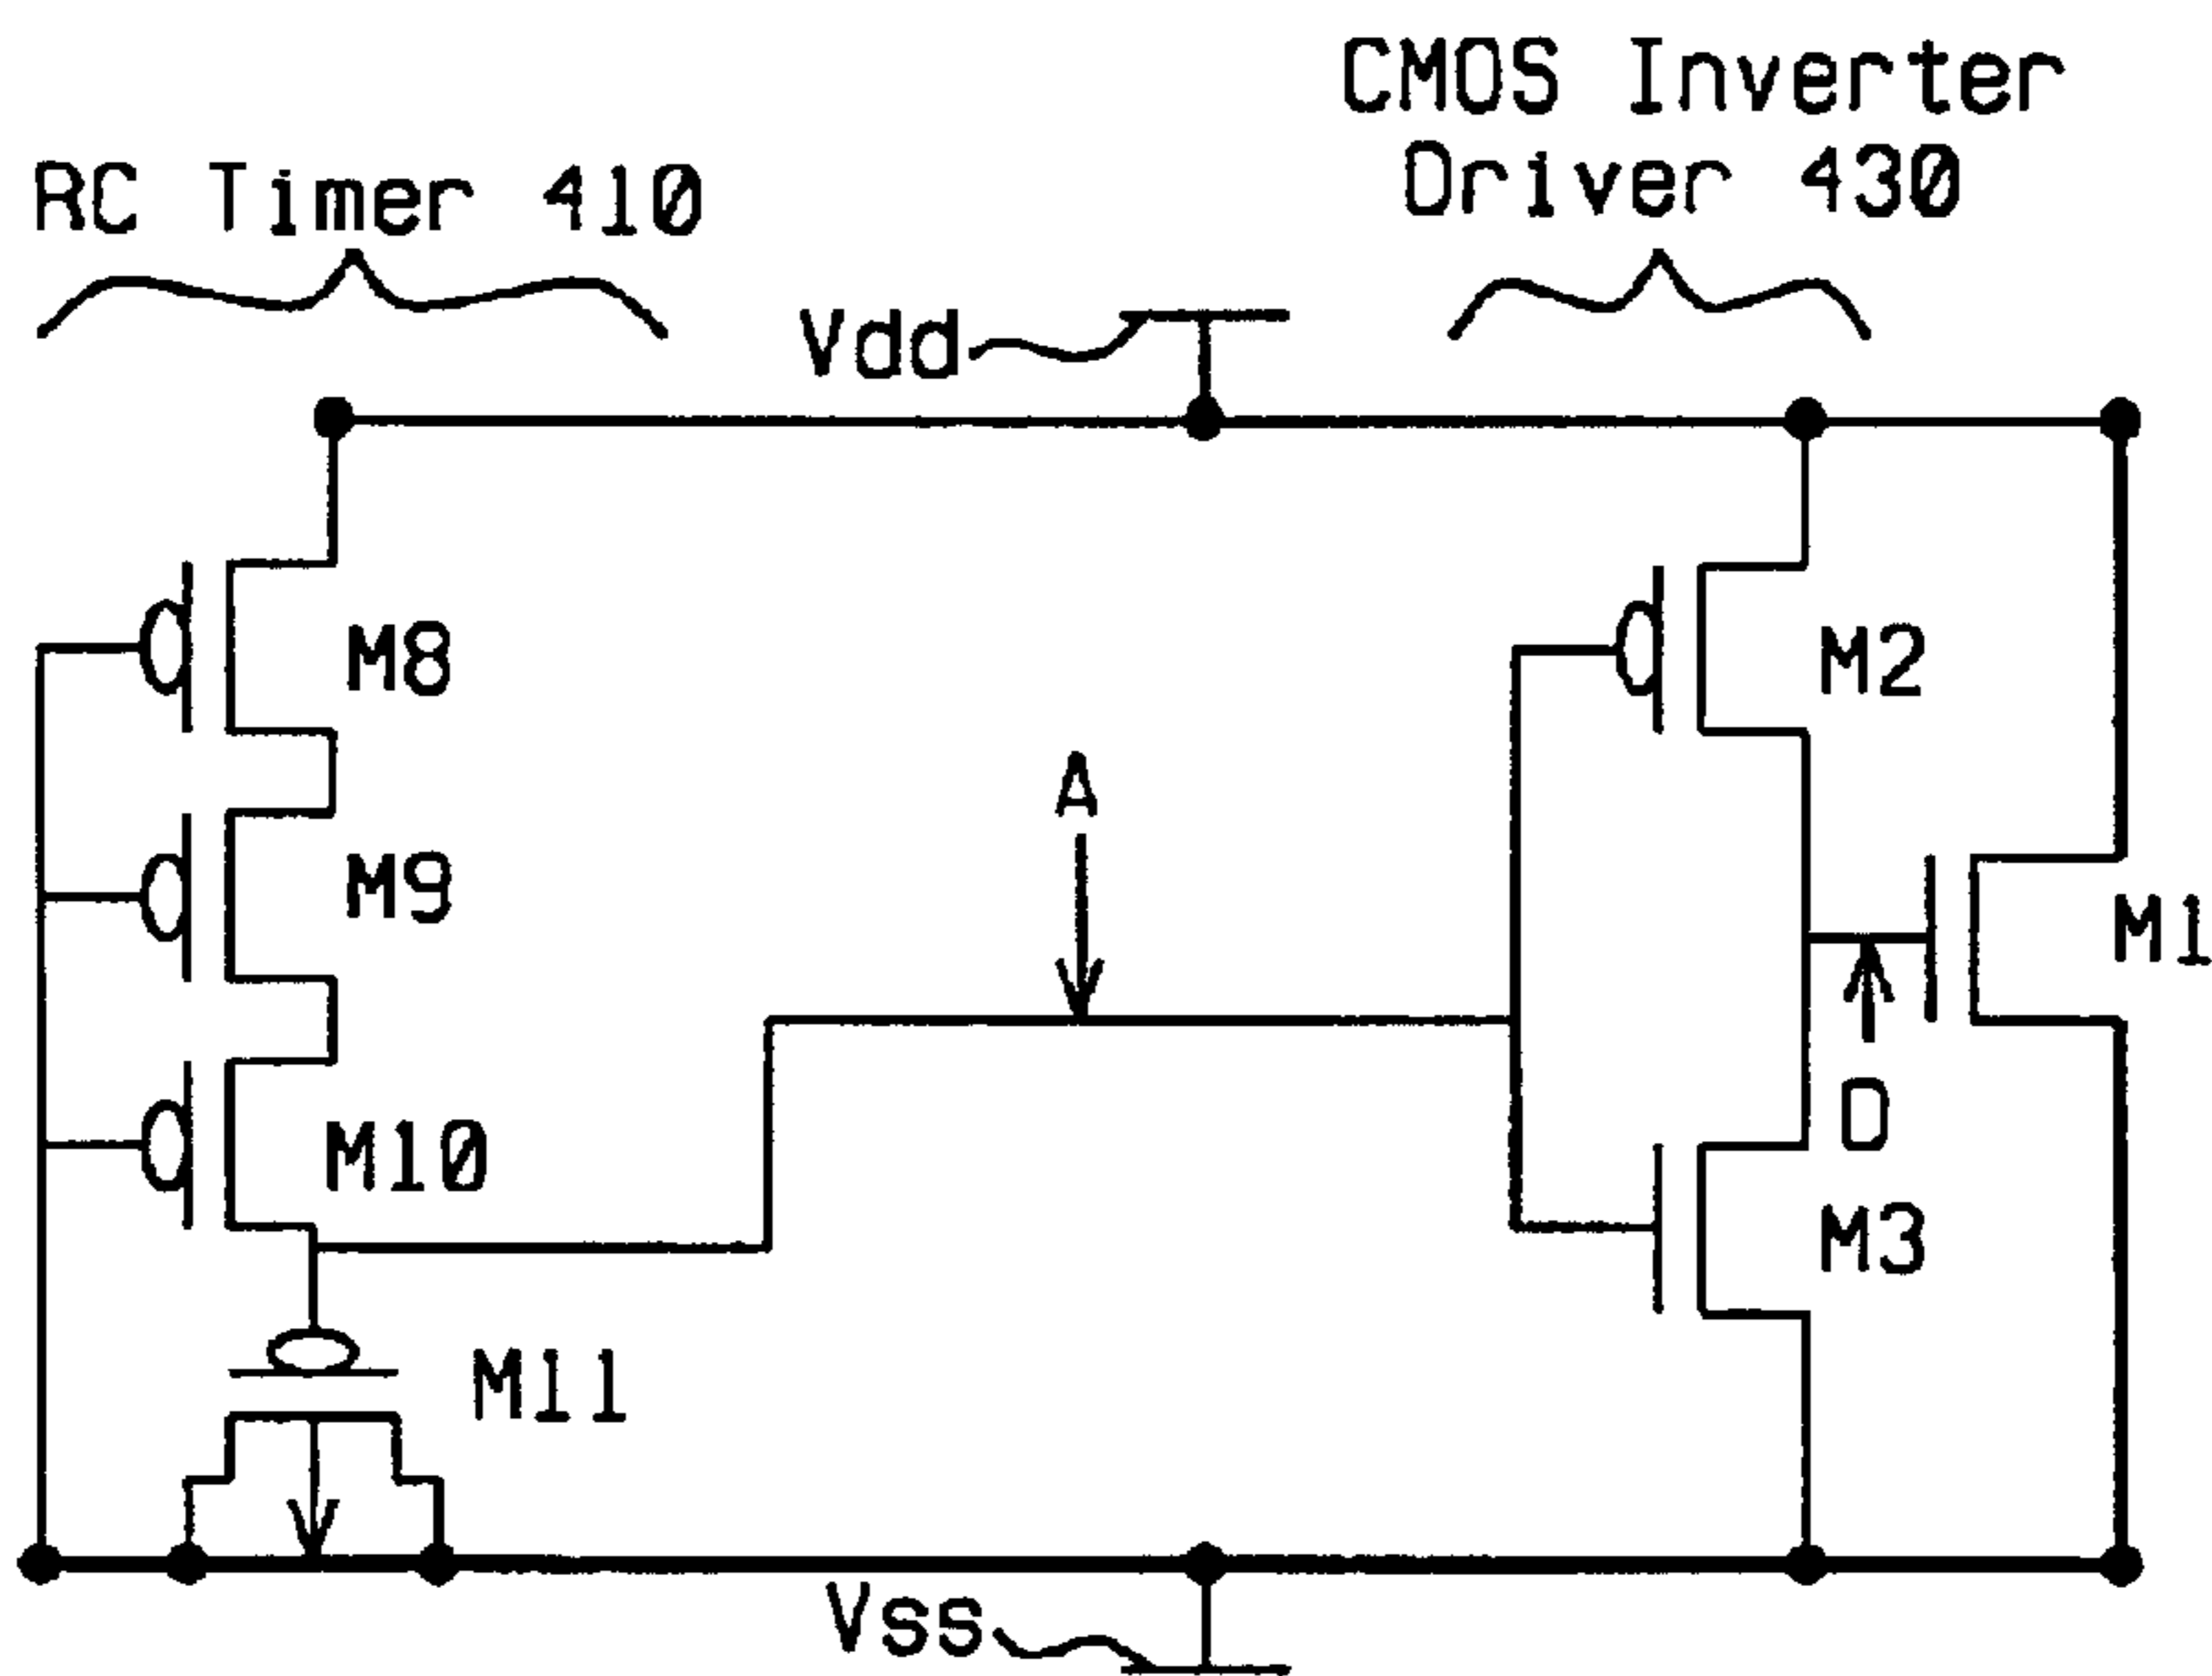 CMOS Inverter
Driver 430
RC Timer 410
Vdd
M8
M2
A
M9
M1
D
M10
M3
M11
Vss